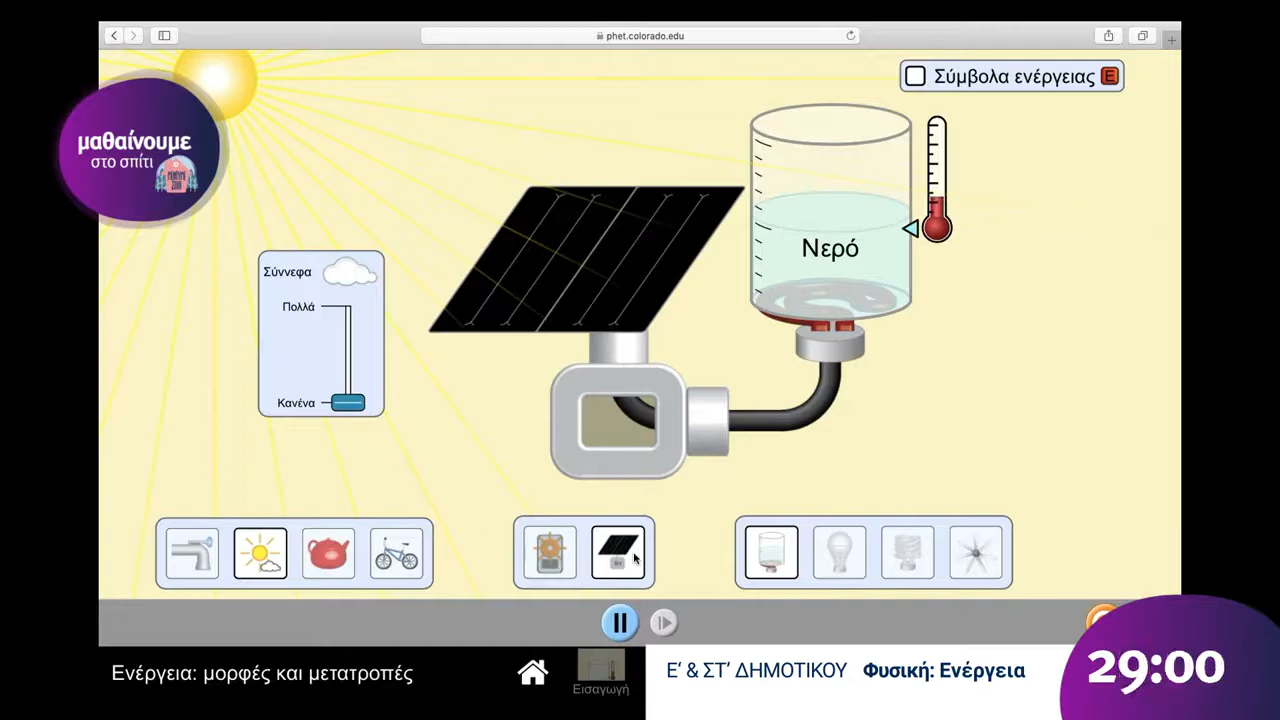 phet.colorado.edu
Σύμβολα ενέργειας E
μαθαίνουμε
στο σπίτι
Νερό
Σύννεφα
Πολλά
Κανένα
Ενέργεια: μορφές και μετατροπές
Εισαγωγή
Ε‘ & ΣΤ’ ΔΗΜΟΤΙΚΟΥ Φυσική: Ενέργεια
29:00